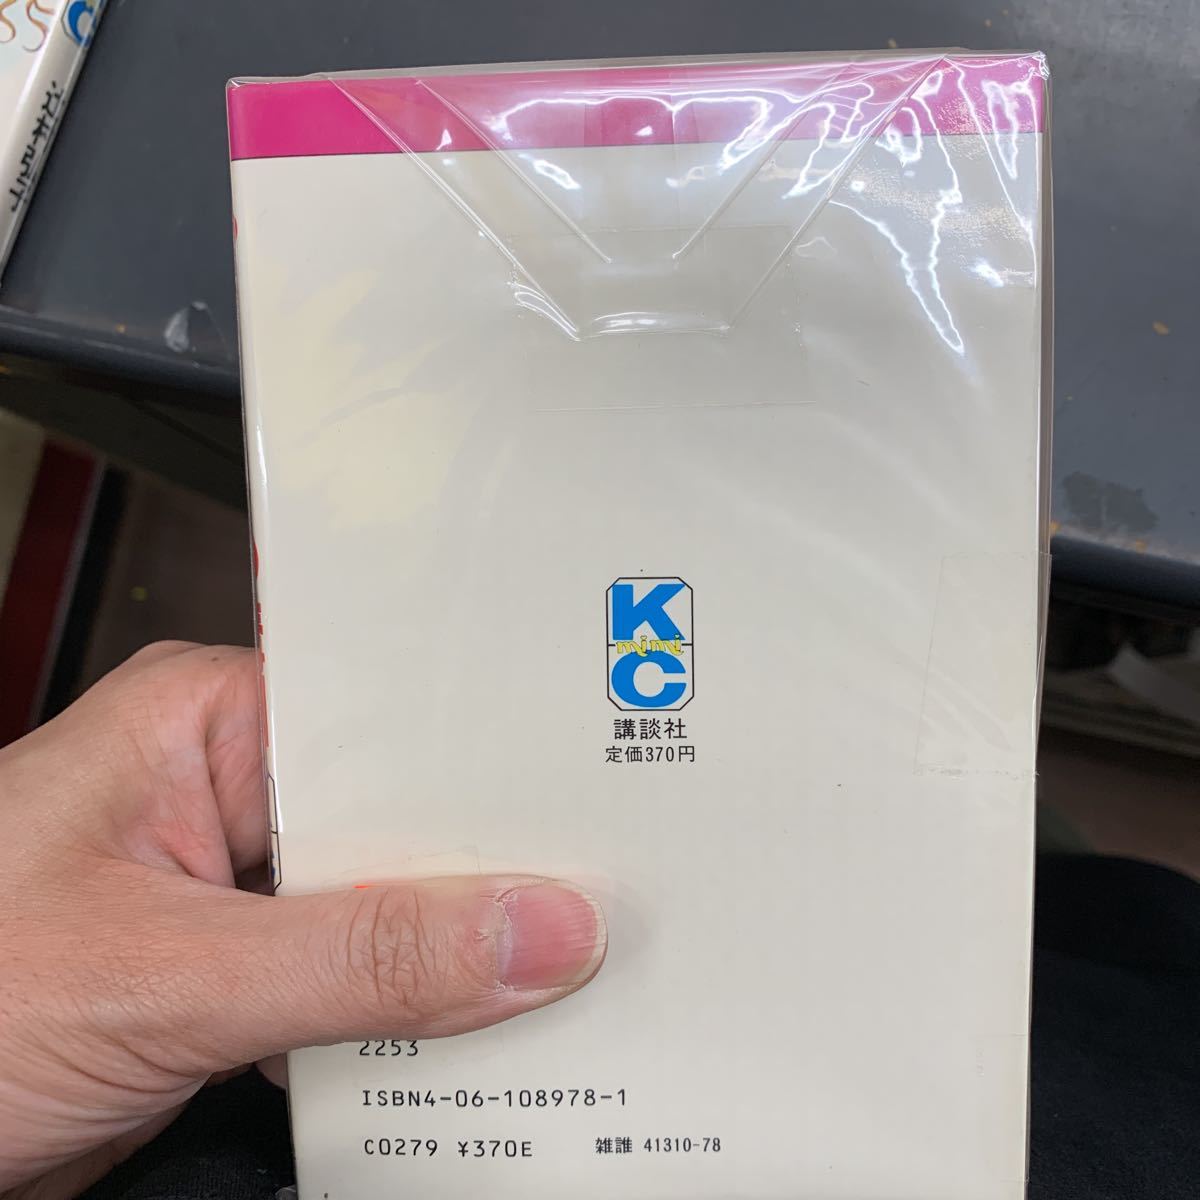 K
mimi
C
講談社
定価370円
2253
ISBN4-06-108978-1
C0279 ¥370E 雑誌 41310-78